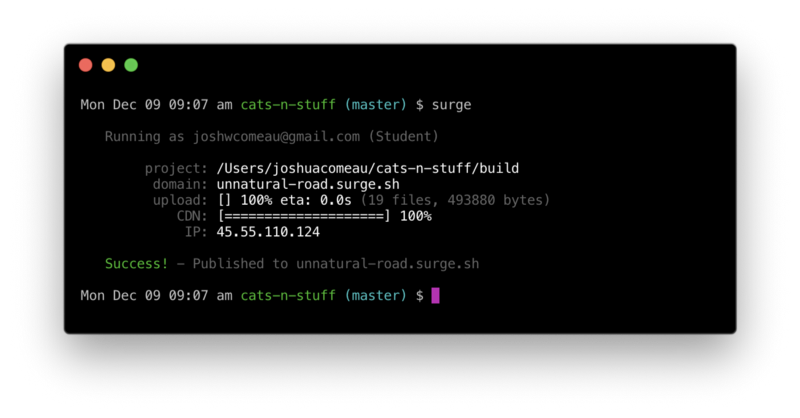 Mon Dec 09 09:07 am cats-n-stuff (master) $ surge
Running as joshwcomeau@gmail.com (Student)
project: /Users/joshuacomeau/cats-n-stuff/build
domain: unnatural-road.surge.sh
upload: [] 100% eta: 0.0s (19 files, 493880 bytes)
CDN: [====================] 100%
IP: 45.55.110.124
Success! - Published to unnatural-road.surge.sh
Mon Dec 09 09:07 am cats-n-stuff (master) $